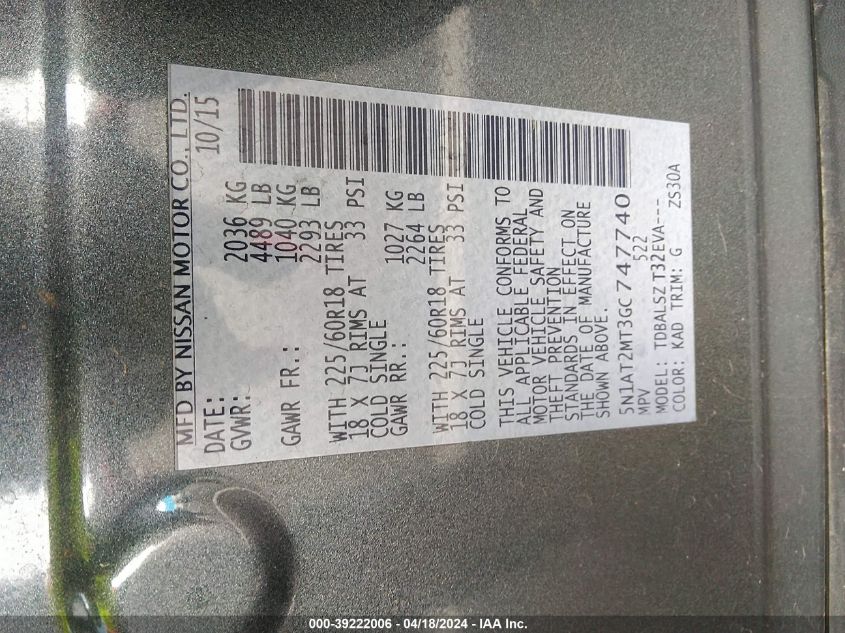 MFD BY NISSAN MOTOR CO., LTD.
DATE: 10/15
GVWR: 2036 KG
4489 LB
GAWR FR.: 1040 KG
2293 LB
WITH 225/60R18 TIRES
18 X 7J RIMS AT 33 PSI
COLD SINGLE
GAWR RR.: 1027 KG
2264 LB
WITH 225/60R18 TIRES
18 X 7J RIMS AT 33 PSI
COLD SINGLE
THIS VEHICLE CONFORMS TO
ALL APPLICABLE FEDERAL
MOTOR VEHICLE SAFETY AND
THEFT PREVENTION
STANDARDS IN EFFECT ON
THE DATE OF MANUFACTURE
SHOWN ABOVE.
5N1AT2MT3GC747740
MPV 522
MODEL: TDBALSZ T32EVA---
COLOR: KAD TRIM: G ZS30A
000-39222006 - 04/18/2024 - IAA Inc.